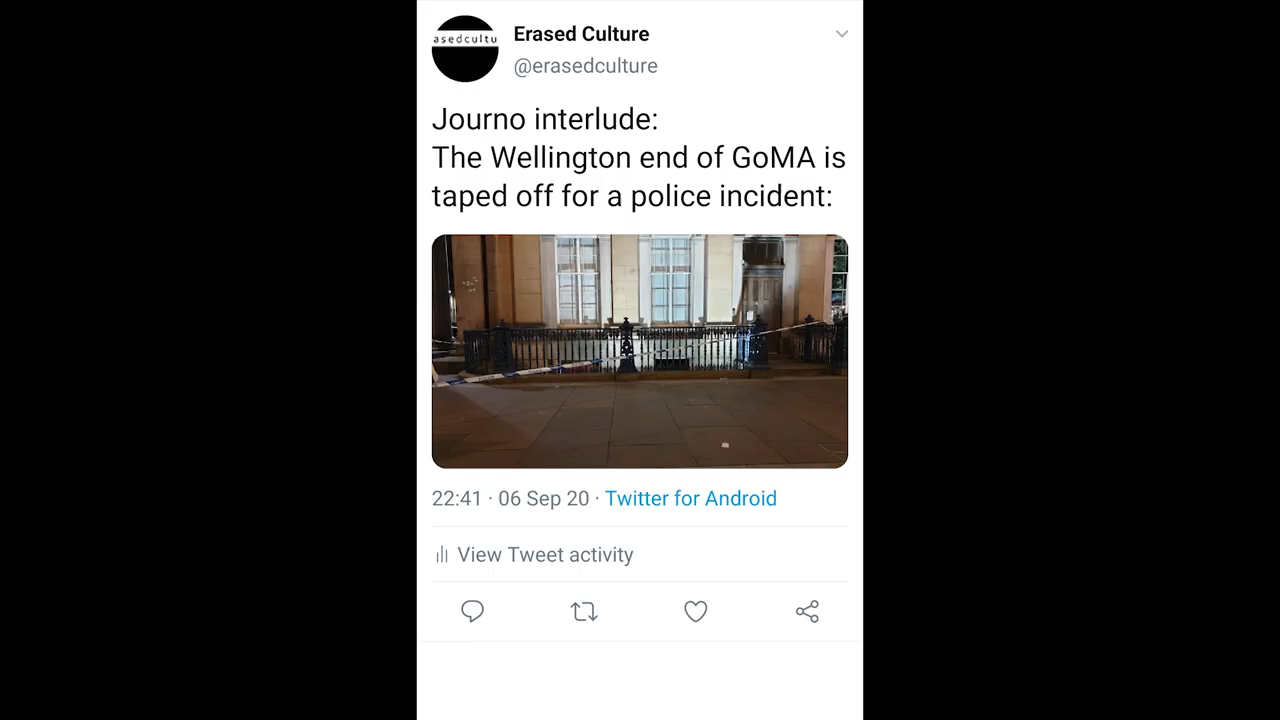 asedcultu
Erased Culture
@erasedculture
Journo interlude:
The Wellington end of GoMA is
taped off for a police incident:
22:41 · 06 Sep 20 · Twitter for Android
View Tweet activity